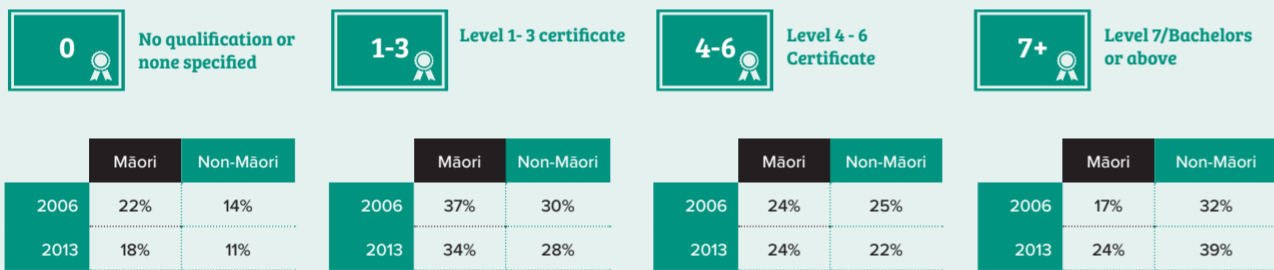 0
No qualification or
none specified
Māori Non-Māori
2006 22% 14%
2013 18% 11%
1-3
Level 1- 3 certificate
Māori Non-Māori
2006 37% 30%
2013 34% 28%
4-6
Level 4 - 6
Certificate
Māori Non-Māori
2006 24% 25%
2013 24% 22%
7+
Level 7/Bachelors
or above
Māori Non-Māori
2006 17% 32%
2013 24% 39%